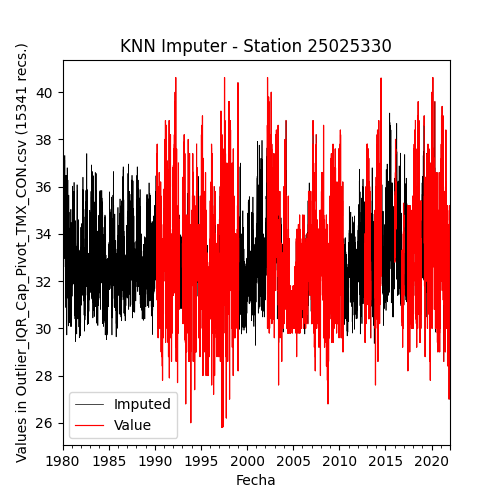 KNN Imputer - Station 25025330
Values in Outlier_IQR_Cap_Pivot_TMX_CON.csv (15341 recs.)
40
38
36
34
32
30
28
26
Imputed
Value
1980 1985 1990 1995 2000 2005 2010 2015 2020
Fecha